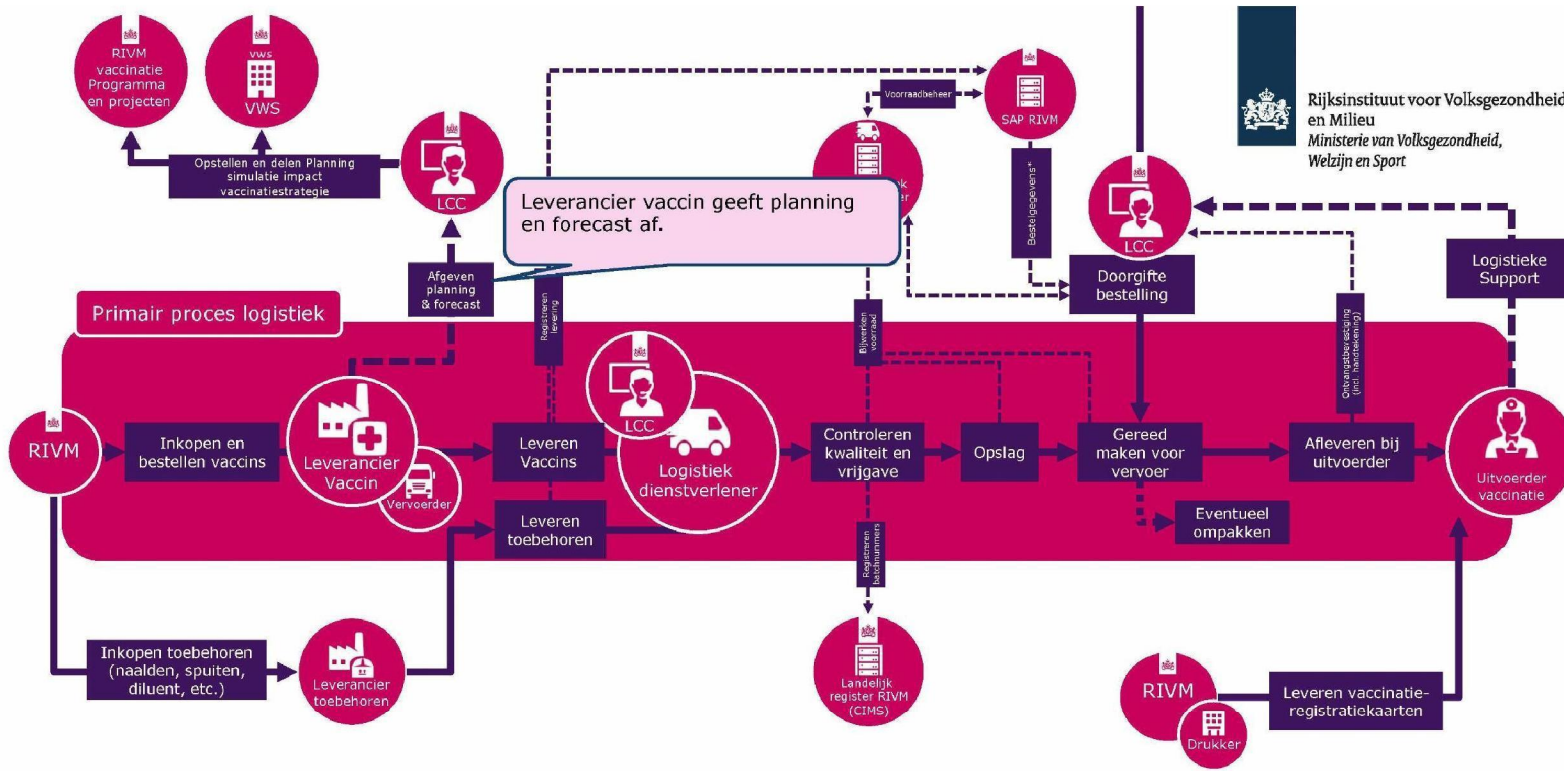 RIVM
vaccinatie
Programma
en projecten
vws
VWS
Opstellen en delen Planning
simulatie impact
vaccinatiestrategie
LCC
Voorraadbeheer
SAP RIVM
Bestelgegevens*
LCC
Rijksinstituut voor Volksgezondheid
en Milieu
Ministerie van Volksgezondheid,
Welzijn en Sport
Leverancier vaccin geeft planning
en forecast af.
Afgeven
planning
& forecast
Registreren
levering
Doorgifte
bestelling
Logistieke
Support
Primair proces logistiek
Bijwerken
voorraad
Ontvangstbevestiging
(incl. handtekening)
RIVM
Inkopen en
bestellen vaccins
Leverancier
Vaccin
Vervoerder
Leveren
Vaccins
LCC
Logistiek
dienstverlener
Controleren
kwaliteit en
vrijgave
Opslag
Gereed
maken voor
vervoer
Afleveren bij
uitvoerder
Uitvoerder
vaccinatie
Leveren
toebehoren
Eventueel
ompakken
Registreren
batchnummers
Inkopen toebehoren
(naalden, spuiten,
diluent, etc.)
Leverancier
toebehoren
Landelijk
register RIVM
(CIMS)
RIVM
Drukker
Leveren vaccinatie-
registratiekaarten